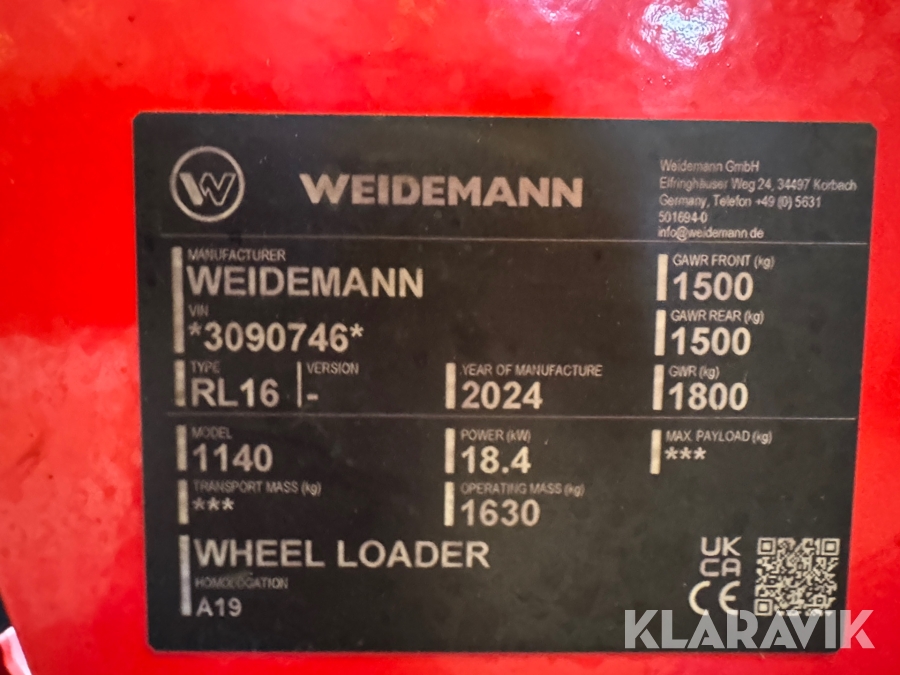 W
WEIDEMANN
Weidemann GmbH
Elfringhäuser Weg 24, 34497 Korbach
Germany, Telefon +49 (0) 5631
501694-0
info@weidemann.de
MANUFACTURER
WEIDEMANN
VIN
*3090746*
TYPE
RL16
VERSION
-
YEAR OF MANUFACTURE
2024
GAWR FRONT (kg)
1500
GAWR REAR (kg)
1500
GWR (kg)
1800
MODEL
1140
POWER (kW)
18.4
MAX. PAYLOAD (kg)
***
TRANSPORT MASS (kg)
***
OPERATING MASS (kg)
1630
WHEEL LOADER
HOMOLOGATION
A19
UK
CA
CE
KLARAVIK